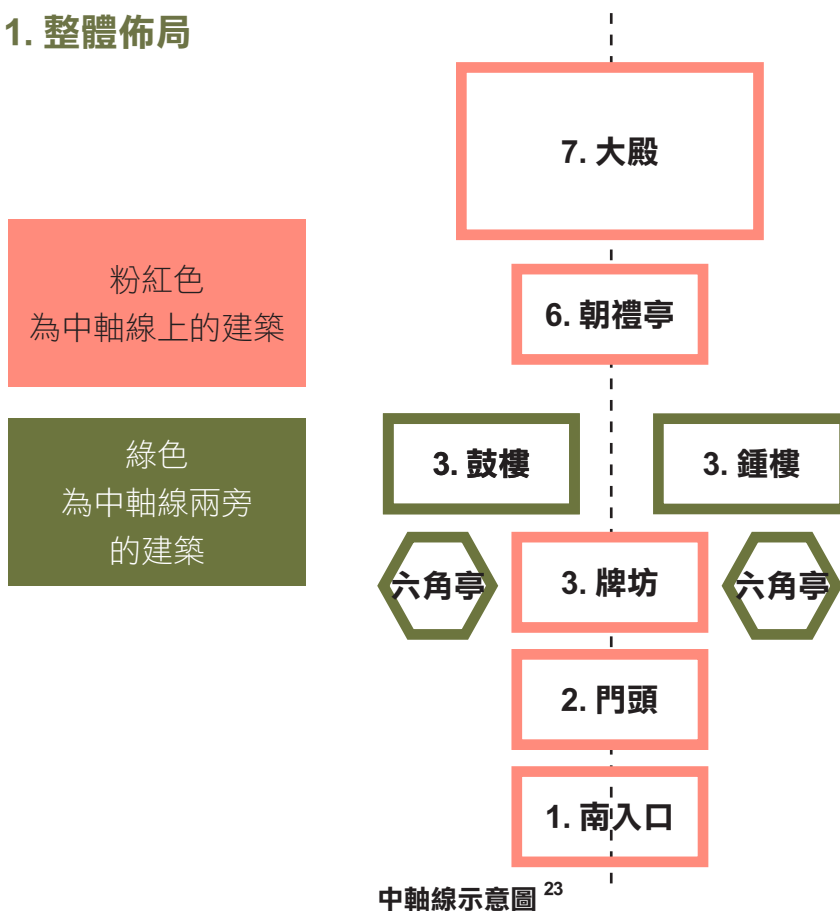 1. 整體佈局
7. 大殿
粉紅色
為中軸線上的建築
6. 朝禮亭
綠色
為中軸線兩旁
的建築
3. 鼓樓
3. 鍾樓
六角亭
3. 牌坊
六角亭
2. 門頭
1. 南入口
中軸線示意圖 23